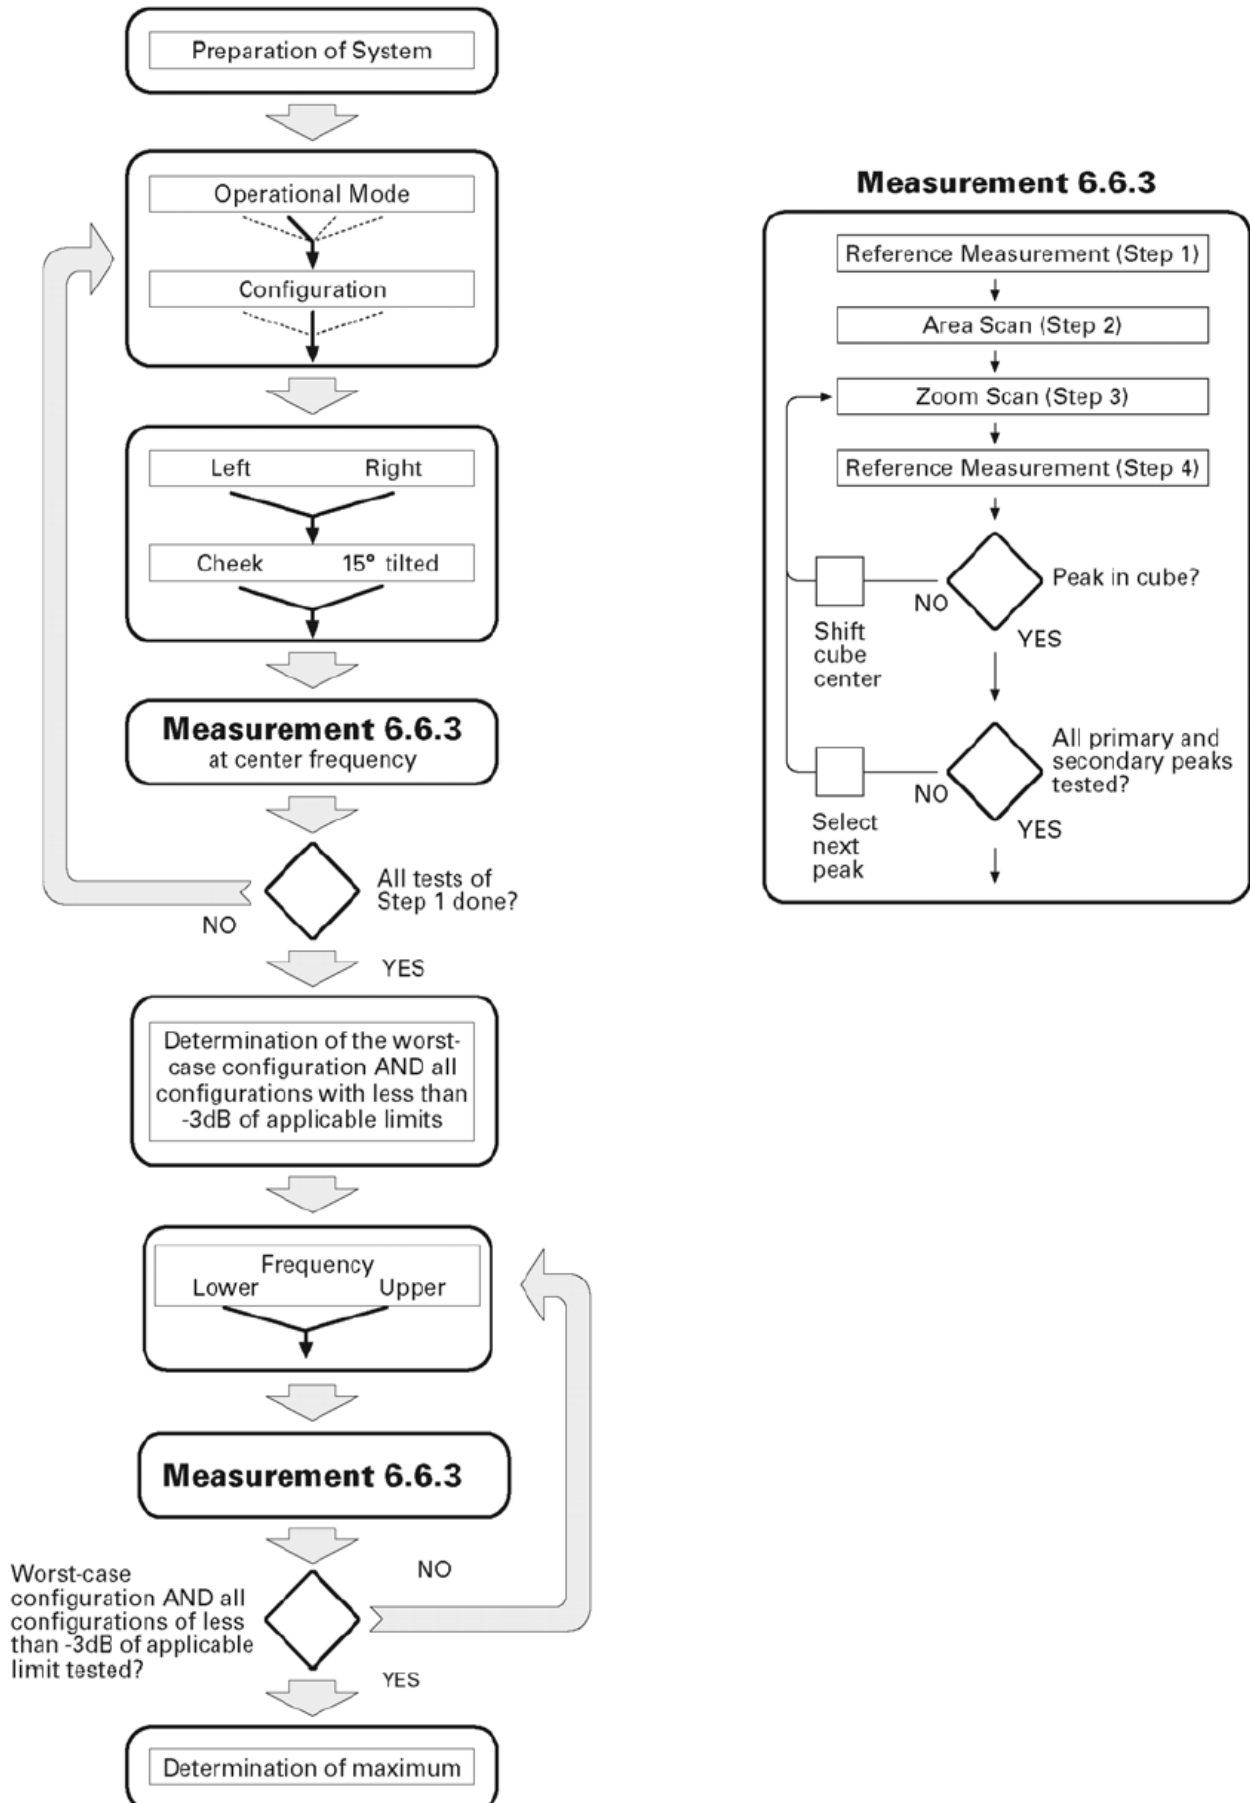 Preparation of System
Operational Mode
Configuration
Left Right
Cheek 15° tilted
Measurement 6.6.3
at center frequency
All tests of
Step 1 done?
NO
YES
Determination of the worst-
case configuration AND all
configurations with less than
-3dB of applicable limits
Frequency
Lower Upper
Measurement 6.6.3
NO
Worst-case
configuration AND all
configurations of less
than -3dB of applicable
limit tested?
YES
Determination of maximum
Measurement 6.6.3
Reference Measurement (Step 1)
Area Scan (Step 2)
Zoom Scan (Step 3)
Reference Measurement (Step 4)
Peak in cube?
NO
Shift
cube
center
YES
All primary and
secondary peaks
tested?
NO
Select
next
peak
YES